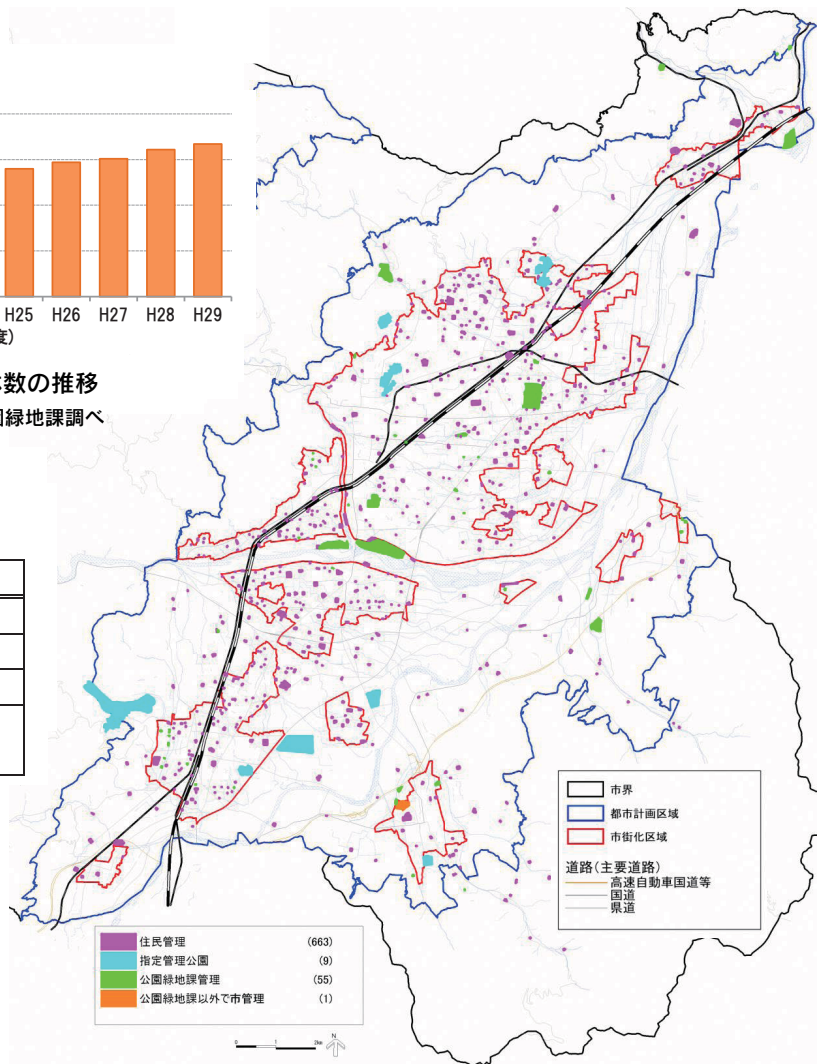 H25 H26 H27 H28 H29
度)
数の推移
園緑地課調べ
市界
都市計画区域
市街化区域
道路(主要道路)
高速自動車国道等
国道
県道
住民管理 (663)
指定管理公園 (9)
公園緑地課管理 (55)
公園緑地課以外で市管理 (1)
0 1 2km
N